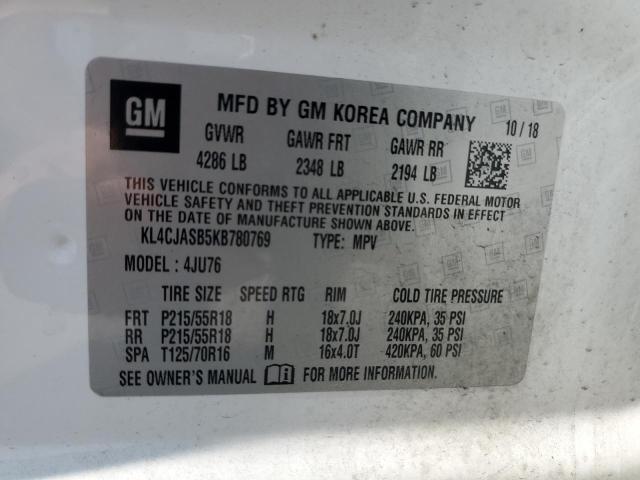 GM
MFD BY GM KOREA COMPANY 10/18
GVWR GAWR FRT GAWR RR
4286 LB 2348 LB 2194 LB
THIS VEHICLE CONFORMS TO ALL APPLICABLE U.S. FEDERAL MOTOR
VEHICLE SAFETY AND THEFT PREVENTION STANDARDS IN EFFECT
ON THE DATE OF MANUFACTURE SHOWN ABOVE.
KL4CJASB5KB780769 TYPE: MPV
MODEL : 4JU76
TIRE SIZE SPEED RTG RIM COLD TIRE PRESSURE
FRT P215/55R18 H 18x7.0J 240KPA, 35 PSI
RR P215/55R18 H 18x7.0J 240KPA, 35 PSI
SPA T125/70R16 M 16x4.0T 420KPA, 60 PSI
SEE OWNER'S MANUAL FOR MORE INFORMATION.